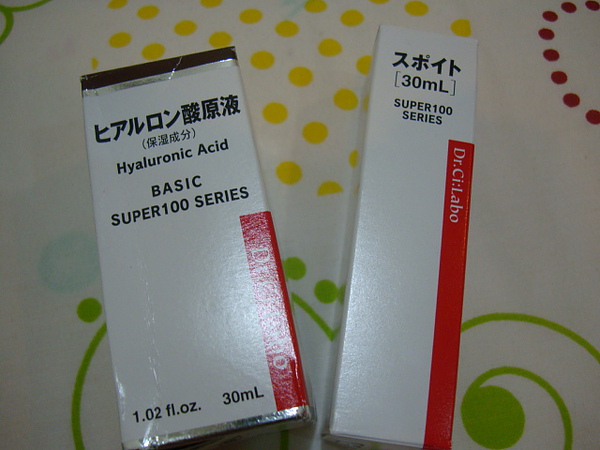 ヒアルロン酸原液
(保湿成分)
Hyaluronic Acid
BASIC
SUPER100 SERIES
1.02 fl.oz.
30mL
スポイト
[30mL]
SUPER100
SERIES
Dr.Ci:Labo